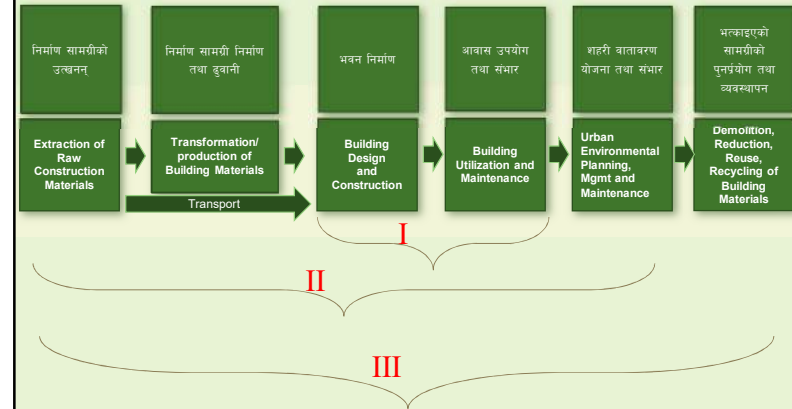 निर्माण सामग्रीको
उत्खनन्
निर्माण सामग्री निर्माण
तथा ढुवानी
भवन निर्माण
आवास उपयोग
तथा संभार
शहरी वातावरण
योजना तथा संभार
भत्काइएको
सामग्रीको
पुनर्प्रयोग तथा
व्यवस्थापन
Extraction of
Raw
Construction
Materials
Transformation/
production of
Building Materials
Building
Design
and
Construction
Building
Utilization and
Maintenance
Urban
Environmental
Planning,
Mgmt and
Maintenance
Demolition,
Reduction,
Reuse,
Recycling of
Building
Materials
Transport
I
II
III